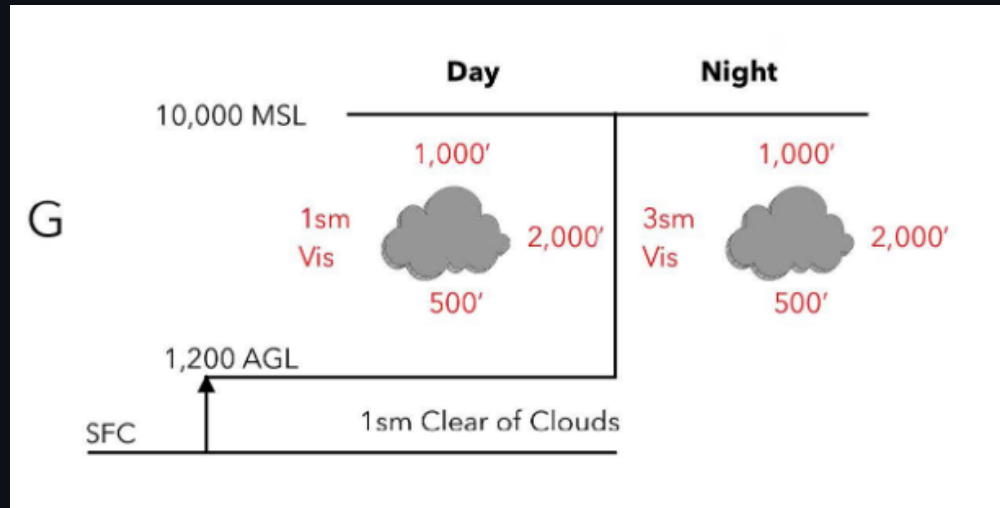 Day Night
10,000 MSL
1,000′ 1,000′
G
1sm
Vis
2,000′
3sm
Vis
2,000′
500′ 500′
1,200 AGL
1sm Clear of Clouds
SFC